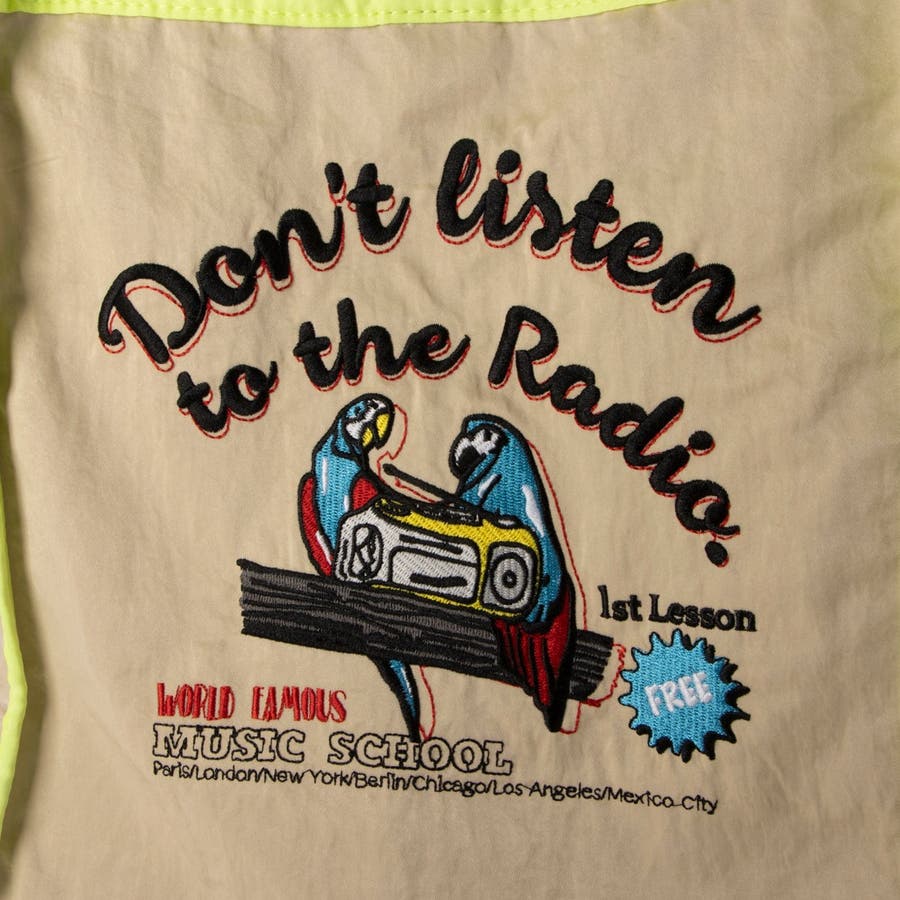 Don't listen
to the Radio.
1st Lesson
FREE
WORLD FAMOUS
MUSIC SCHOOL
Paris/London/New York/Berlin/Chicago/Los Angeles/Mexico City